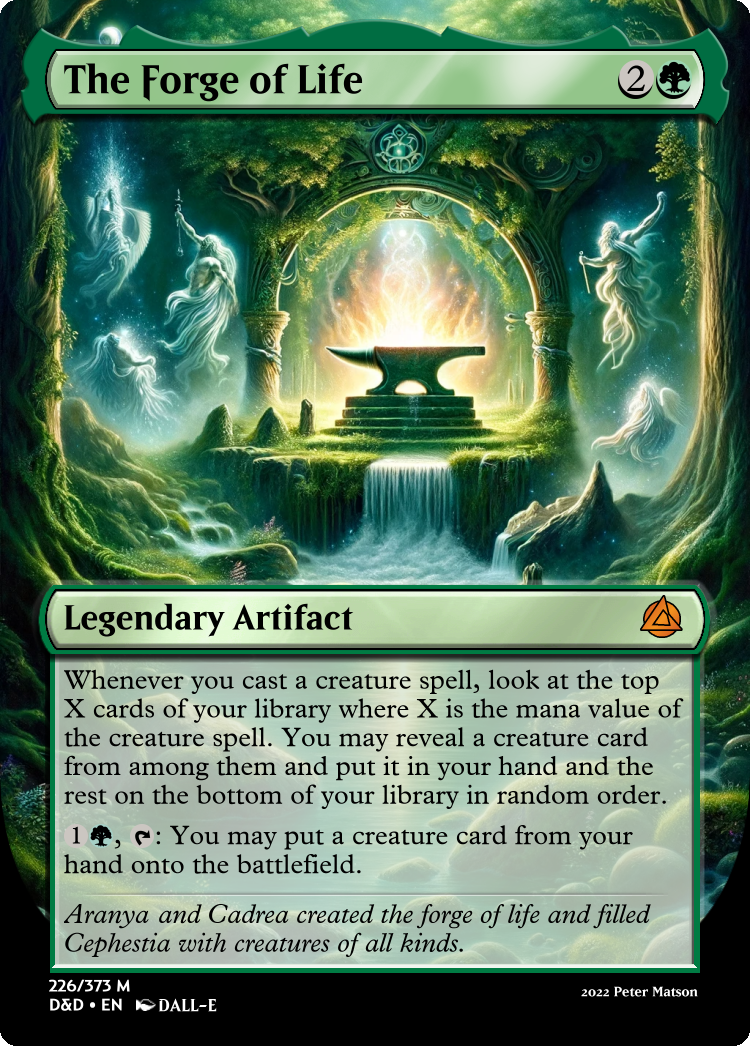 The Forge of Life 2
Legendary Artifact
Whenever you cast a creature spell, look at the top
X cards of your library where X is the mana value of
the creature spell. You may reveal a creature card
from among them and put it in your hand and the
rest on the bottom of your library in random order.
1 , : You may put a creature card from your
hand onto the battlefield.
Aranya and Cadrea created the forge of life and filled
Cephestia with creatures of all kinds.
226/373 M
D&D • EN DALL-E
2022 Peter Matson